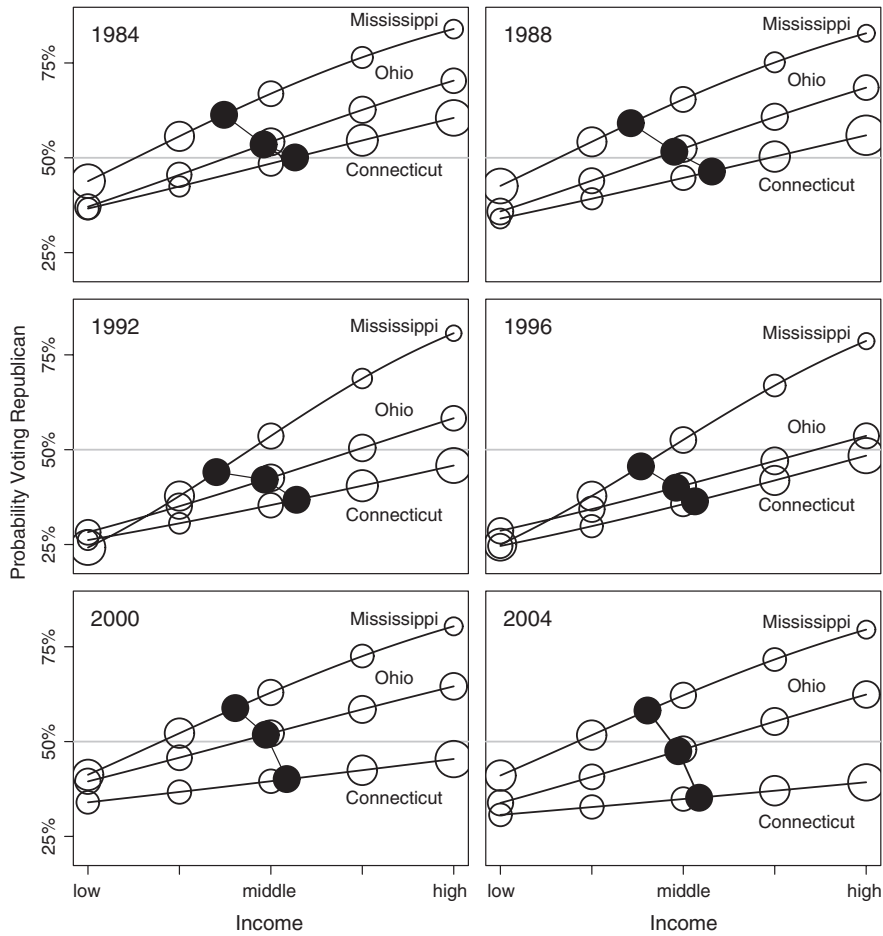 Probability Voting Republican
1984
Mississippi
Ohio
Connecticut
75%
50%
25%
1988
Mississippi
Ohio
Connecticut
1992
Mississippi
Ohio
Connecticut
75%
50%
25%
1996
Mississippi
Ohio
Connecticut
2000
Mississippi
Ohio
Connecticut
75%
50%
25%
low middle high
Income
2004
Mississippi
Ohio
Connecticut
low middle high
Income